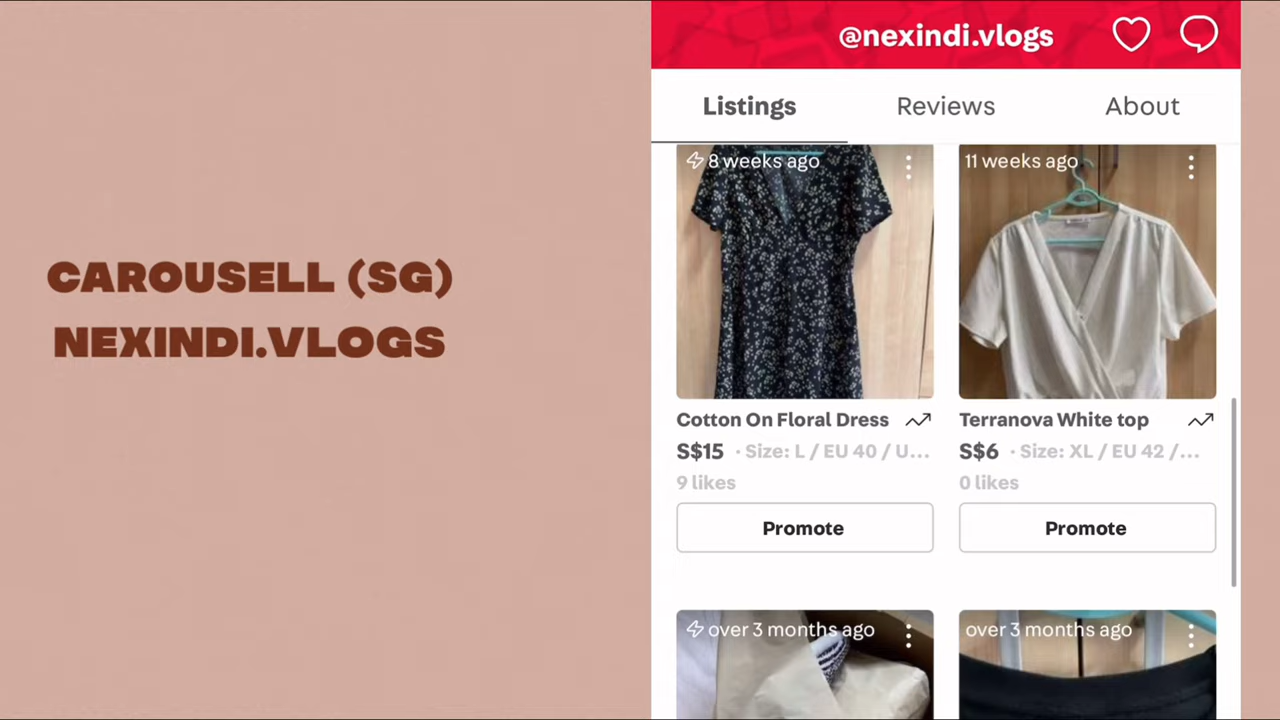 CAROUSELL (SG)
NEXINDI.VLOGS
@nexindi.vlogs
Listings Reviews About
8 weeks ago
11 weeks ago
Cotton On Floral Dress
S$15 · Size: L / EU 40 / U...
9 likes
Promote
Terranova White top
S$6 · Size: XL / EU 42 /...
0 likes
Promote
over 3 months ago
over 3 months ago